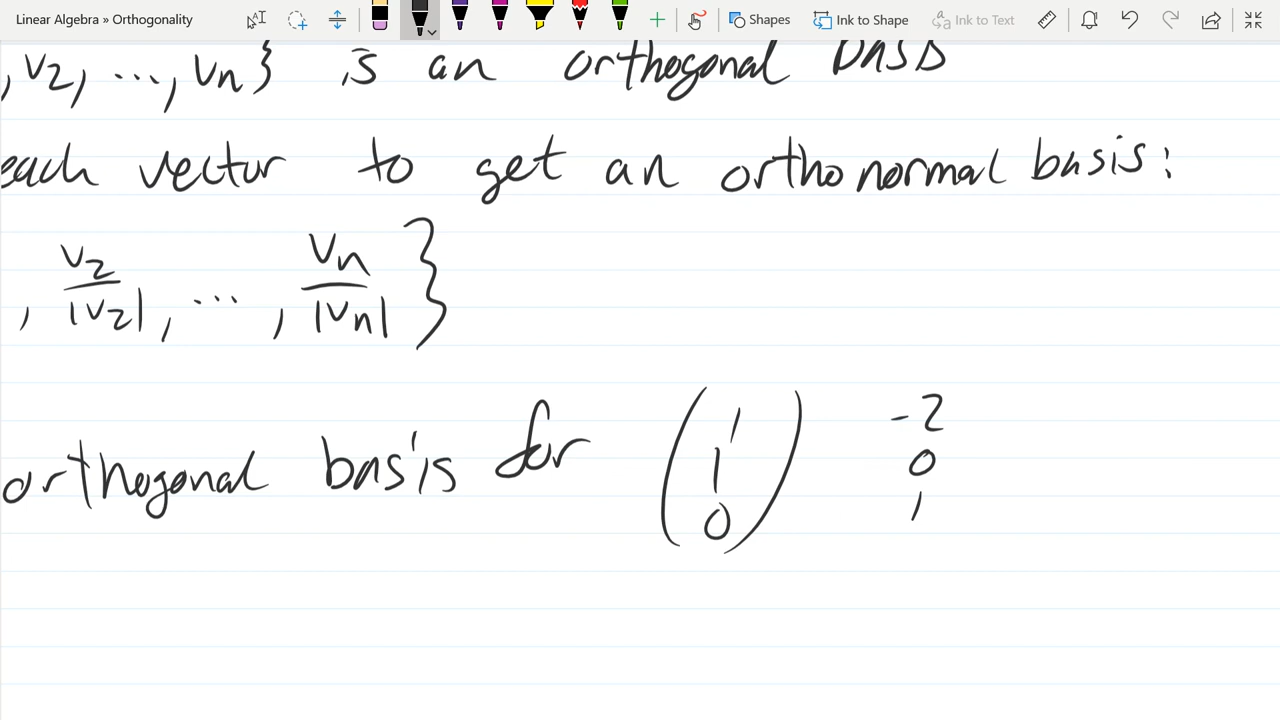 Linear Algebra » Orthogonality
Shapes
Ink to Shape
Ink to Text
, v2, ..., vn} is an orthogonal basis
each vector to get an orthonormal basis:
, v2/|v2|, ..., vn/|vn| }
orthogonal basis for (1 1 0) -2 0 1